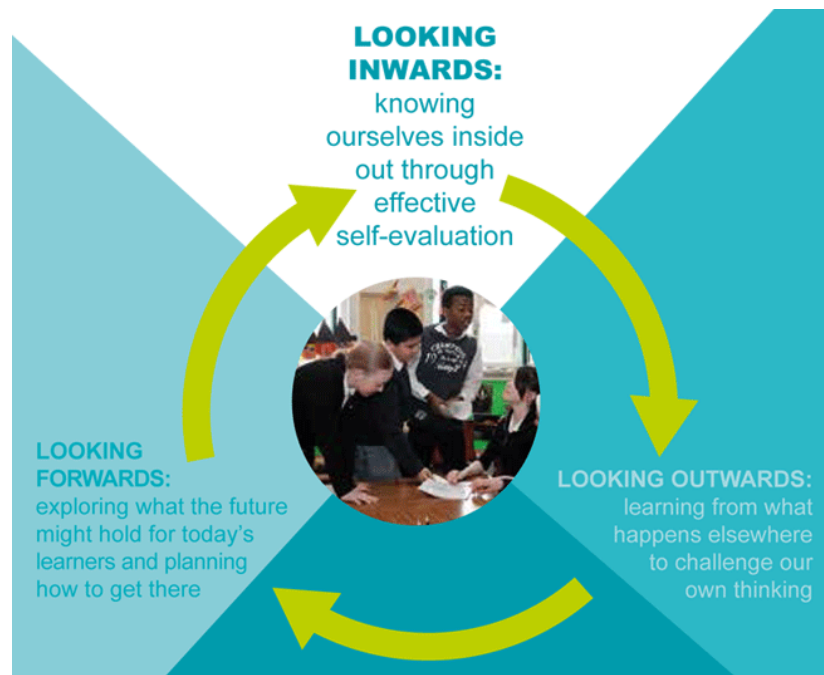 LOOKING
INWARDS:
knowing
ourselves inside
out through
effective
self-evaluation
LOOKING OUTWARDS:
learning from what
happens elsewhere
to challenge our
own thinking
LOOKING
FORWARDS:
exploring what the future
might hold for today's
learners and planning
how to get there